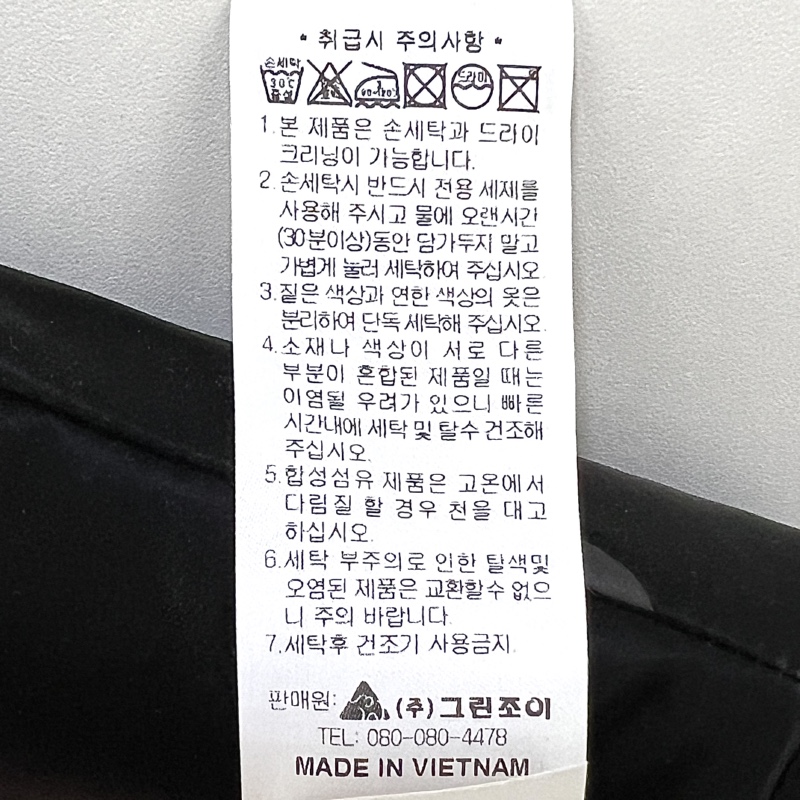 * 취급시 주의사항 *
손세탁
30℃
중성
드라이
1.본 제품은 손세탁과 드라이
크리닝이 가능합니다.
2.손세탁시 반드시 전용 세제를
사용해 주시고 물에 오랜시간
(30분이상)동안 담가두지 말고
가볍게 눌러 세탁하여 주십시오.
3.짙은 색상과 연한 색상의 옷은
분리하여 단독 세탁해 주십시오.
4.소재나 색상이 서로 다른
부분이 혼합된 제품일 때는
이염될 우려가 있으니 빠른
시간내에 세탁 및 탈수 건조해
주십시오.
5.합성섬유 제품은 고온에서
다림질 할 경우 천을 대고
하십시오.
6.세탁 부주의로 인한 탈색및
오염된 제품은 교환할수 없으
니 주의 바랍니다.
7.세탁후 건조기 사용금지.
판매원: (주)그린조이
TEL: 080-080-4478
MADE IN VIETNAM